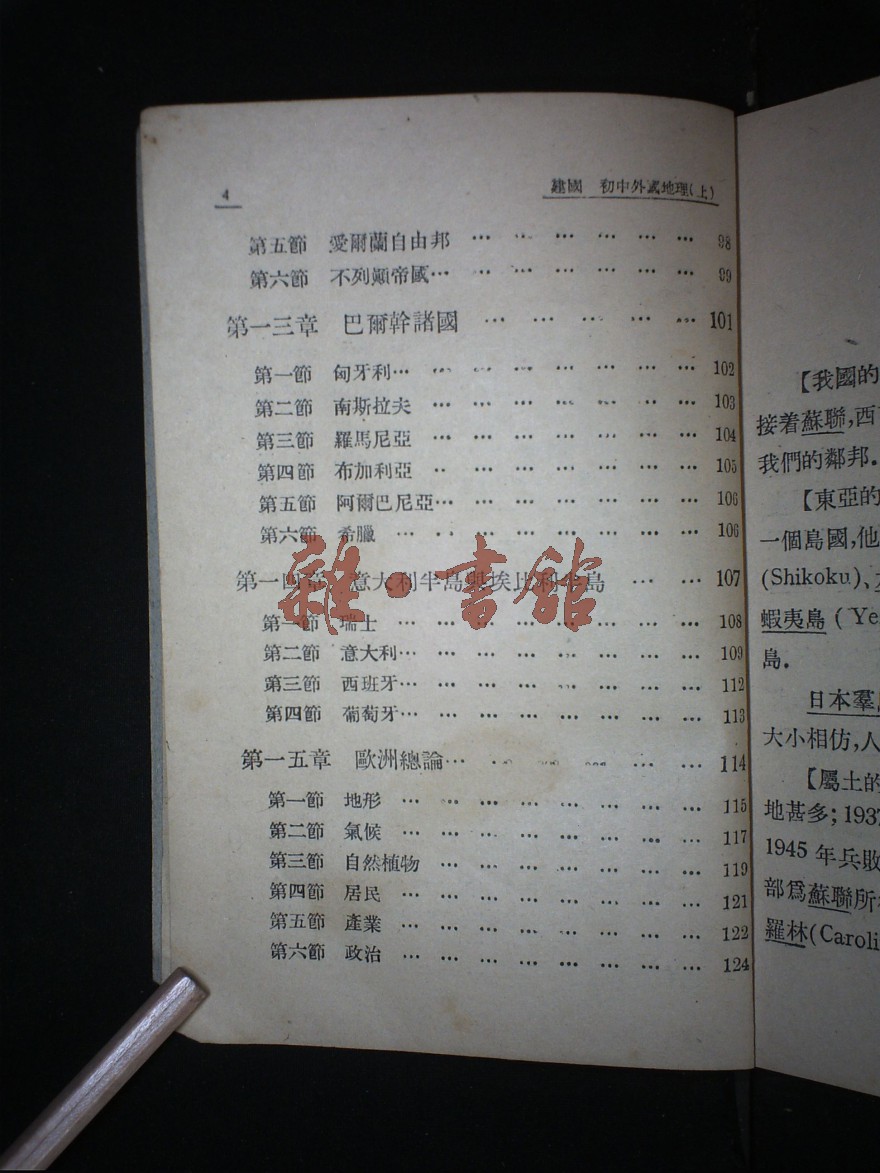 4
建國 初中外國地理(上)
第五節 愛爾蘭自由邦 … … … … … … … 98
第六節 不列顚帝國… … … … … … … 99
第一三章 巴爾幹諸國 … … … … … 101
第一節 匈牙利… … … … … … … … 102
第二節 南斯拉夫 … … … … … … … 103
第三節 羅馬尼亞 … … … … … … … 104
第四節 布加利亞 … … … … … … … 105
第五節 阿爾巴尼亞… … … … … … … 106
第六節 希臘 … … … … … … … … 106
第一四章 意大利半島與埃比利半島 … … 107
雜·書館
第一節 瑞士 … … … … … … … … 108
第二節 意大利… … … … … … … … 109
第三節 西班牙… … … … … … … … 112
第四節 葡萄牙… … … … … … … … 113
第一五章 歐洲總論… … … … … … 114
第一節 地形 … … … … … … … … 115
第二節 氣候 … … … … … … … … 117
第三節 自然植物 … … … … … … … 119
第四節 居民 … … … … … … … … 121
第五節 產業 … … … … … … … … 122
第六節 政治 … … … … … … … … 124
【我國的
接着蘇聯,西
我們的鄰邦.
【東亞的
一個島國,他
(Shikoku)、
蝦夷島 (Ye
島.
日本羣
大小相仿,人
【屬土的
地甚多; 1937
1945 年兵敗
部爲蘇聯所
羅林(Caroli